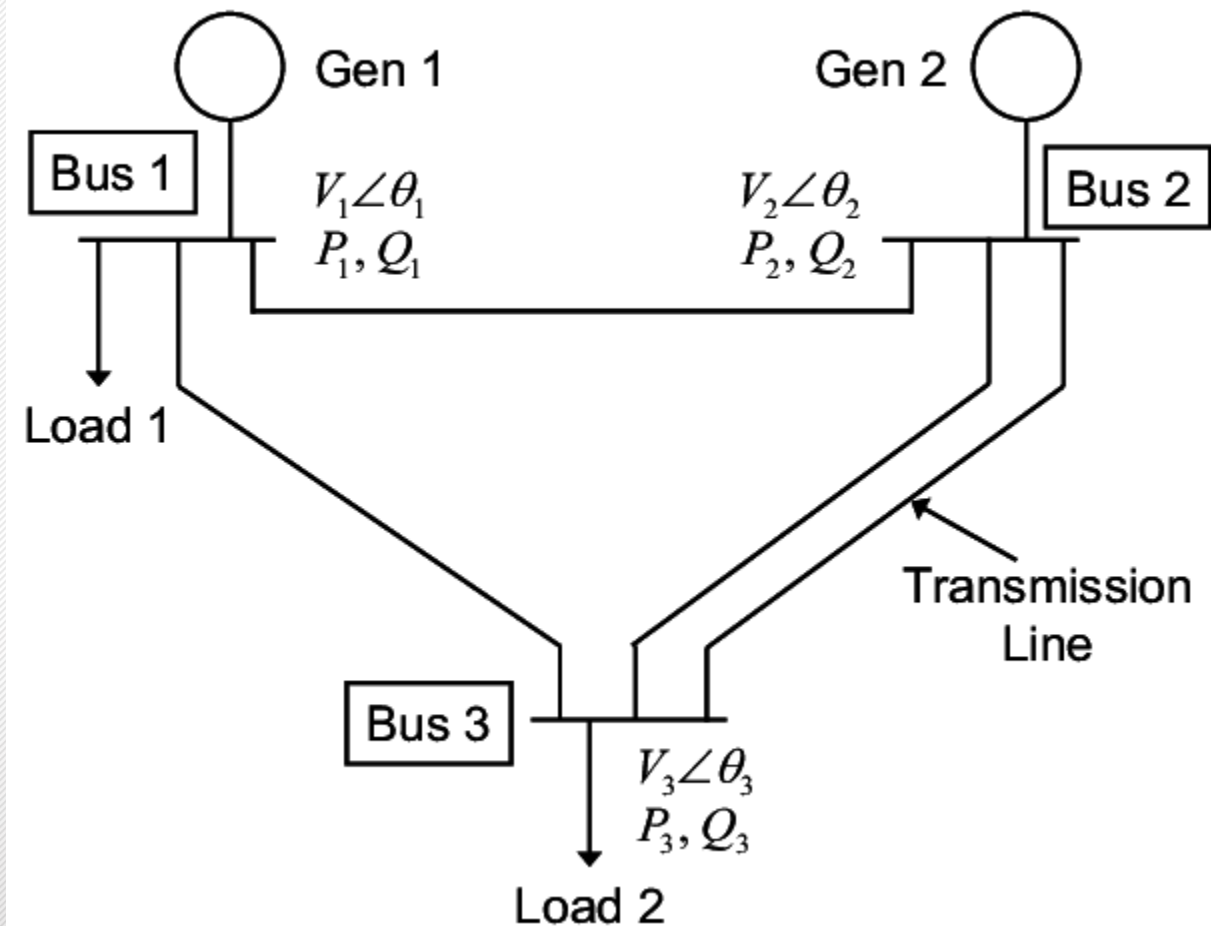 Gen 1
Gen 2
Bus 1
V₁∠θ₁
P₁, Q₁
V₂∠θ₂
P₂, Q₂
Bus 2
Load 1
Transmission
Line
Bus 3
V₃∠θ₃
P₃, Q₃
Load 2